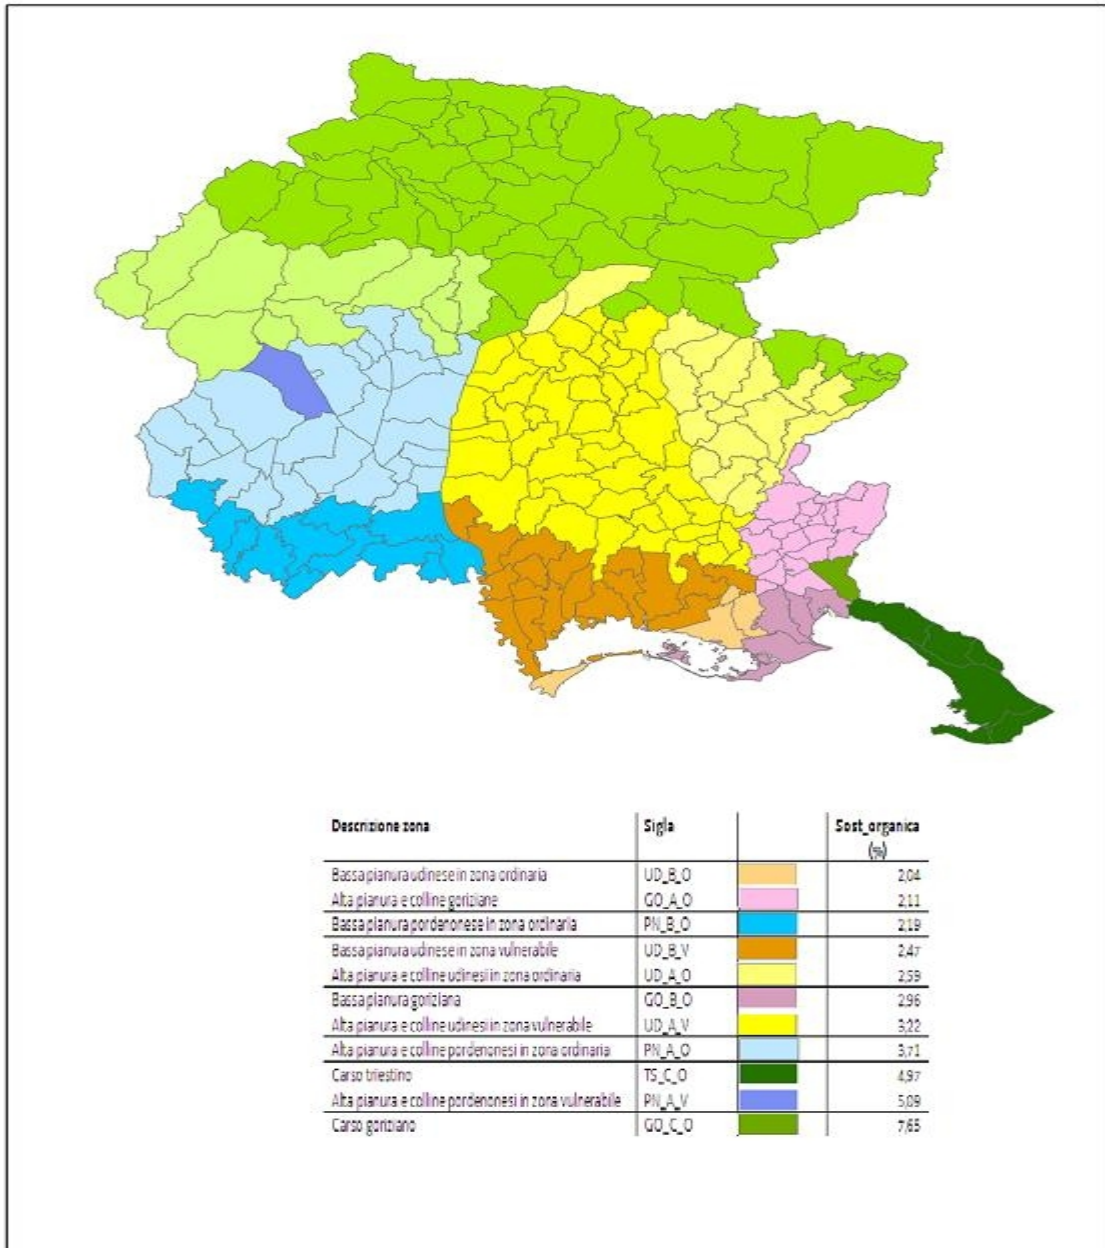 Descrizione zona Sigla Sost_organica
(%)
Bassa pianura udinese in zona ordinaria UD_B_O 2,04
Alta pianura e colline goriziane GO_A_O 2,11
Bassa pianura pordenonese in zona ordinaria PN_B_O 2,19
Bassa pianura udinese in zona vulnerabile UD_B_V 2,47
Alta pianura e colline udinesi in zona ordinaria UD_A_O 2,59
Bassa pianura goriziana GO_B_O 2,96
Alta pianura e colline udinesi in zona vulnerabile UD_A_V 3,22
Alta pianura e colline pordenonesi in zona ordinaria PN_A_O 3,71
Carso triestino TS_C_O 4,97
Alta pianura e colline pordenonesi in zona vulnerabile PN_A_V 5,09
Carso goriziano GO_C_O 7,65